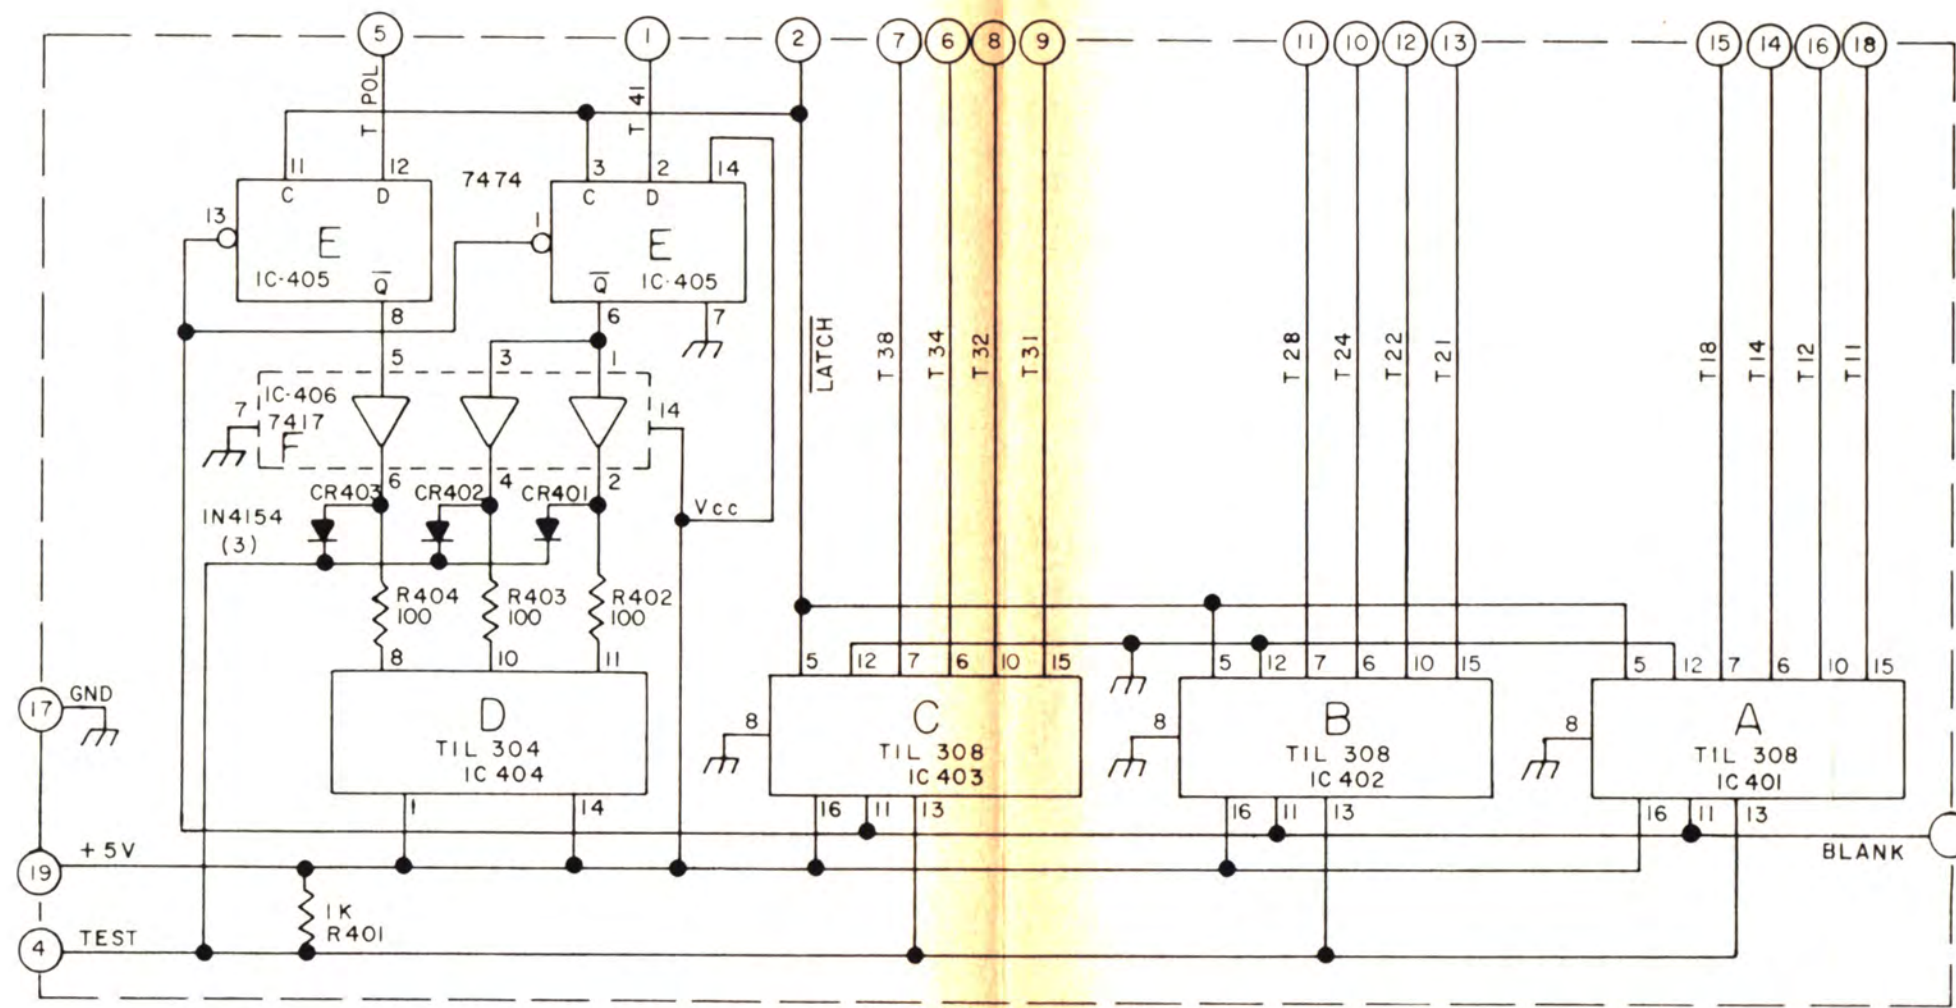 5
1
2
7
6
8
9
11
10
12
13
15
14
16
18
T POL
T 41
11
12
7474
3
2
14
C
D
C
D
13
1
E
E
IC-405
Q̅
Q̅
IC-405
8
6
7
L̅A̅T̅C̅H̅
T 38
T 34
T 32
T 31
T 28
T 24
T 22
T 21
T 18
T 14
T 12
T 11
5
3
1
IC-406
7
7417
14
F
6
4
2
CR403
CR402
CR401
1N4154
(3)
Vcc
R404
100
R403
100
R402
100
8
10
11
5
12
7
6
10
15
5
12
7
6
10
15
5
12
7
6
10
15
17
GND
D
TIL 304
IC 404
8
C
TIL 308
IC 403
8
B
TIL 308
IC 402
8
A
TIL 308
IC 401
1
14
16
11
13
16
11
13
16
11
13
BLANK
19
+5V
1K
R401
4
TEST